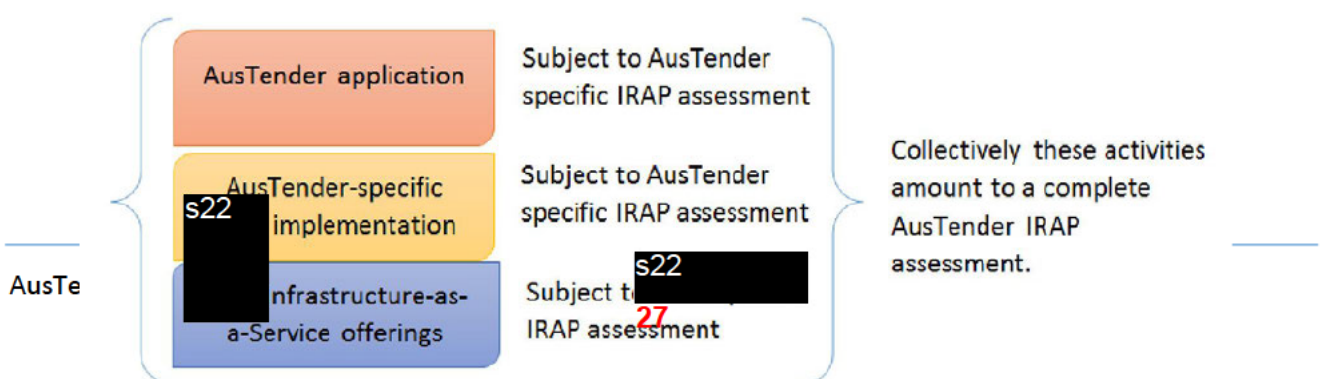 AusTender application
Subject to AusTender
specific IRAP assessment
AusTender-specific
s22
implementation
Subject to AusTender
specific IRAP assessment
nfrastructure-as-
a-Service offerings
Subject
s22
27
IRAP assessment
Collectively these activities
amount to a complete
AusTender IRAP
assessment.
AusTe